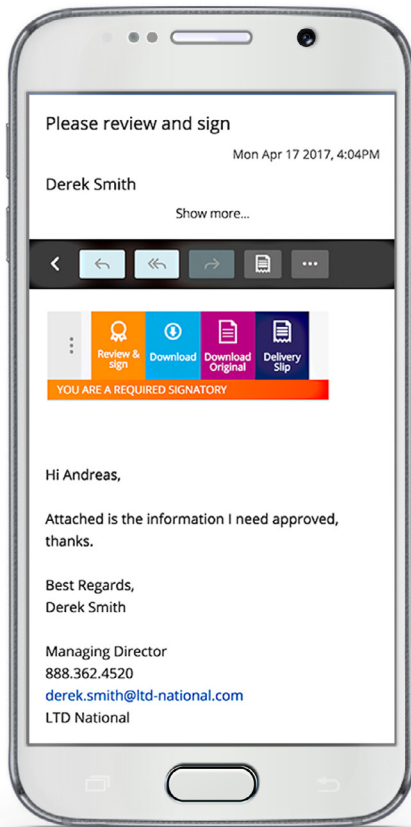 Please review and sign
Mon Apr 17 2017, 4:04PM
Derek Smith
Show more...
Review & sign
Download
Download Original
Delivery Slip
YOU ARE A REQUIRED SIGNATORY
Hi Andreas,
Attached is the information I need approved,
thanks.
Best Regards,
Derek Smith
Managing Director
888.362.4520
derek.smith@ltd-national.com
LTD National